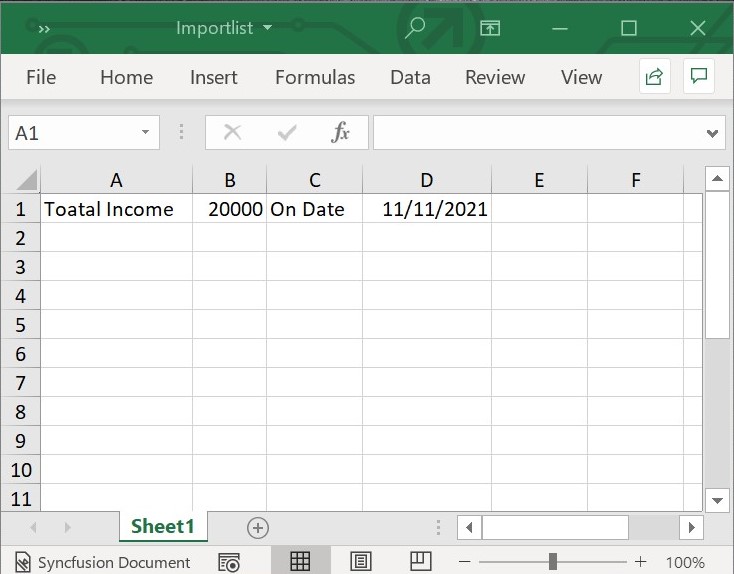 Importlist
File Home Insert Formulas Data Review View
A1 fx
A B C D E F
1 Toatal Income 20000 On Date 11/11/2021
2
3
4
5
6
7
8
9
10
11
Sheet1
Syncfusion Document 100%